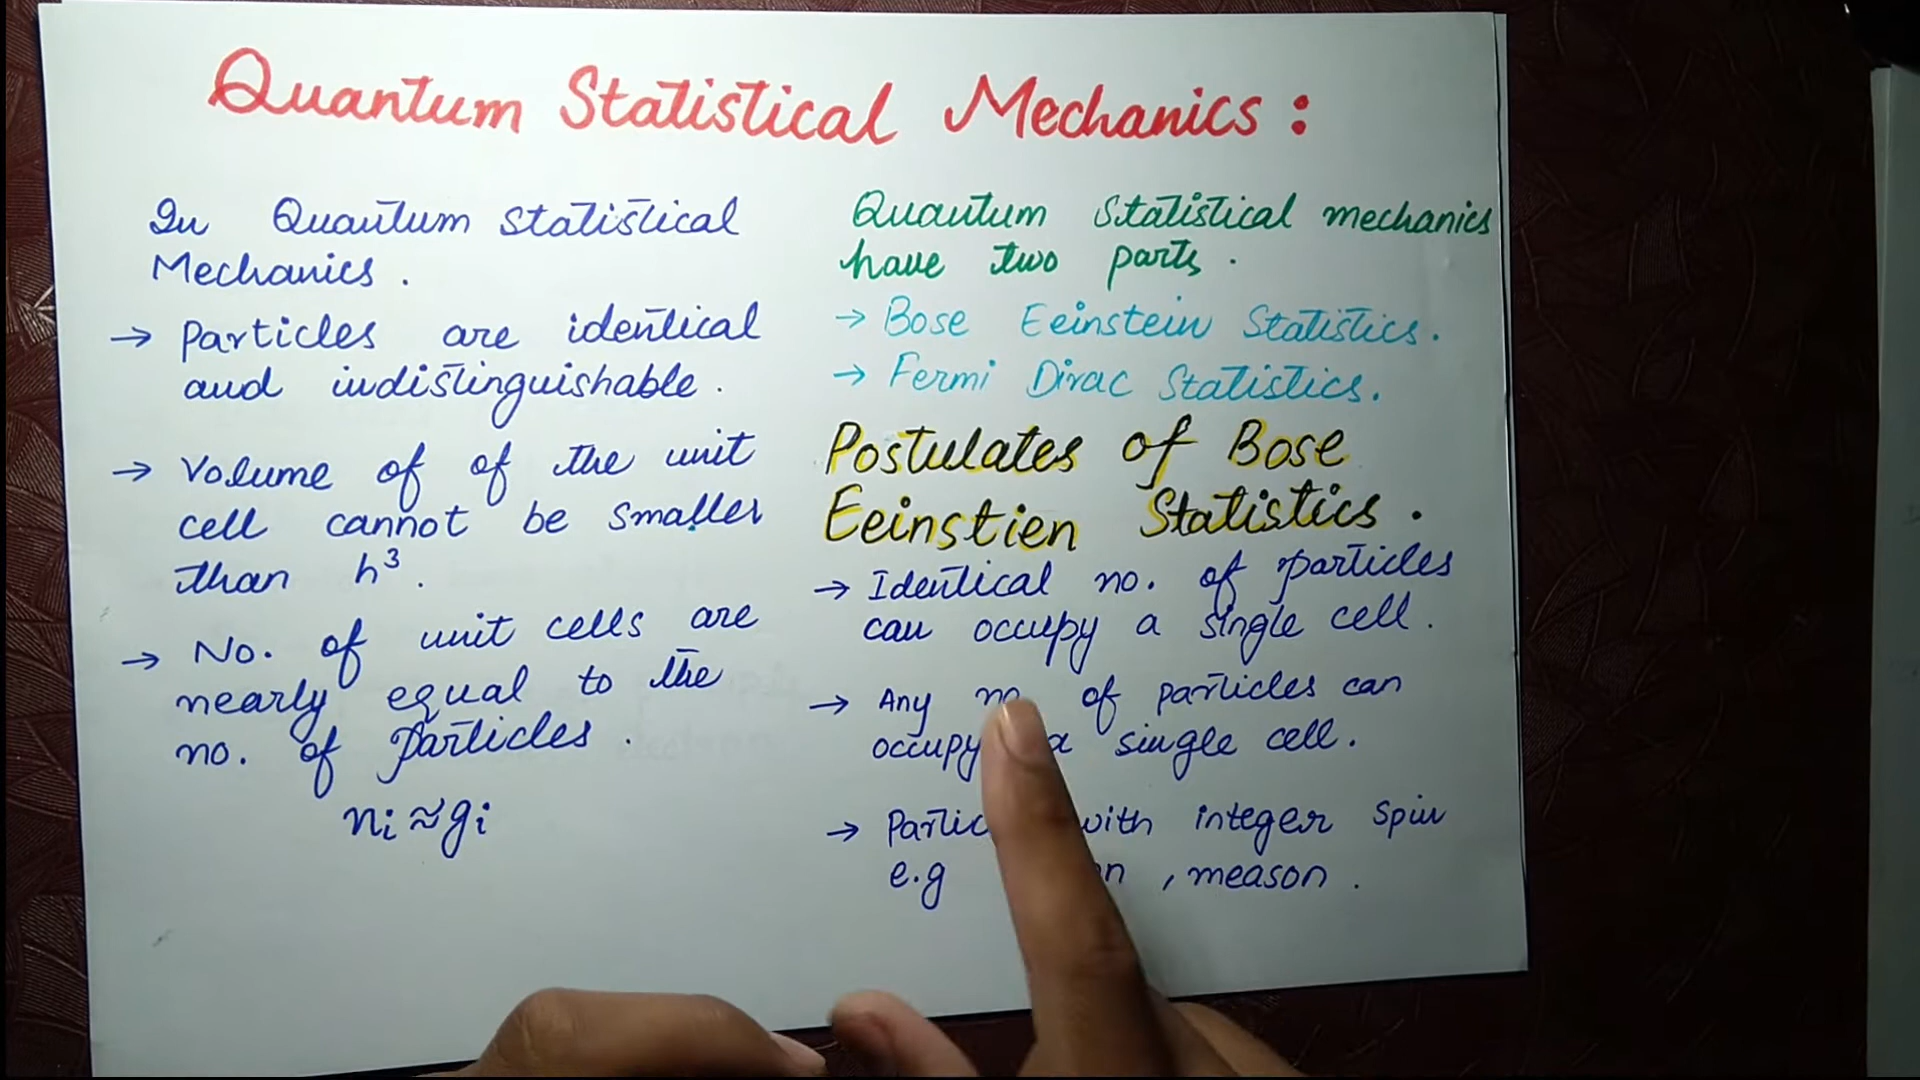 Quantum Statistical Mechanics :
In Quantum Statistical
Mechanics .
→ Particles are identical
and indistinguishable .
→ Volume of of the unit
cell cannot be smaller
than h³ .
→ No. of unit cells are
nearly equal to the
no. of particles .
nᵢ ≈ gᵢ
Quantum Statistical mechanics
have two parts .
→ Bose Eeinstein Statistics .
→ Fermi Dirac Statistics .
Postulates of Bose
Eeinstien Statistics .
→ Identical no. of particles
can occupy a single cell .
→ Any no of particles can
occupy a single cell .
→ with integer spin
e.g , meason .